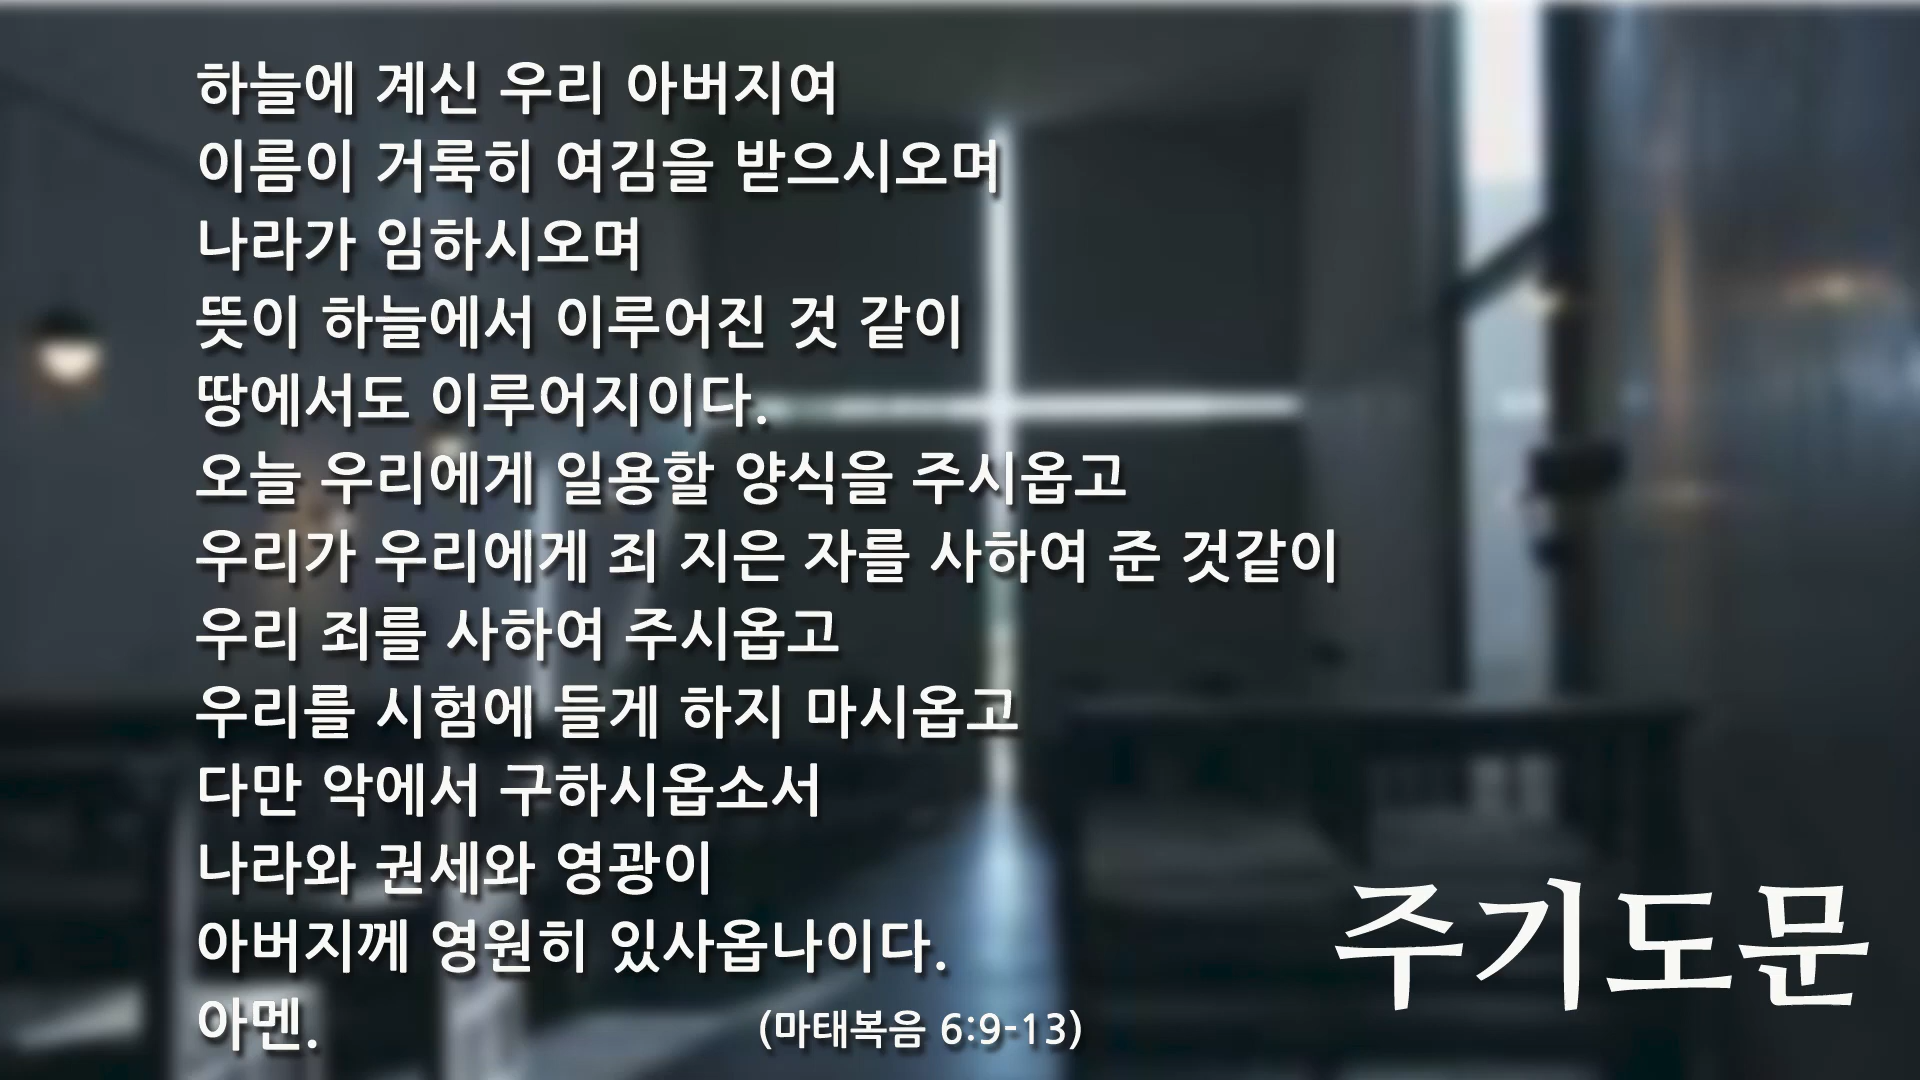 하늘에 계신 우리 아버지여
이름이 거룩히 여김을 받으시오며
나라가 임하시오며
뜻이 하늘에서 이루어진 것 같이
땅에서도 이루어지이다.
오늘 우리에게 일용할 양식을 주시옵고
우리가 우리에게 죄 지은 자를 사하여 준 것같이
우리 죄를 사하여 주시옵고
우리를 시험에 들게 하지 마시옵고
다만 악에서 구하시옵소서
나라와 권세와 영광이
아버지께 영원히 있사옵나이다.
아멘.
(마태복음 6:9-13)
주기도문